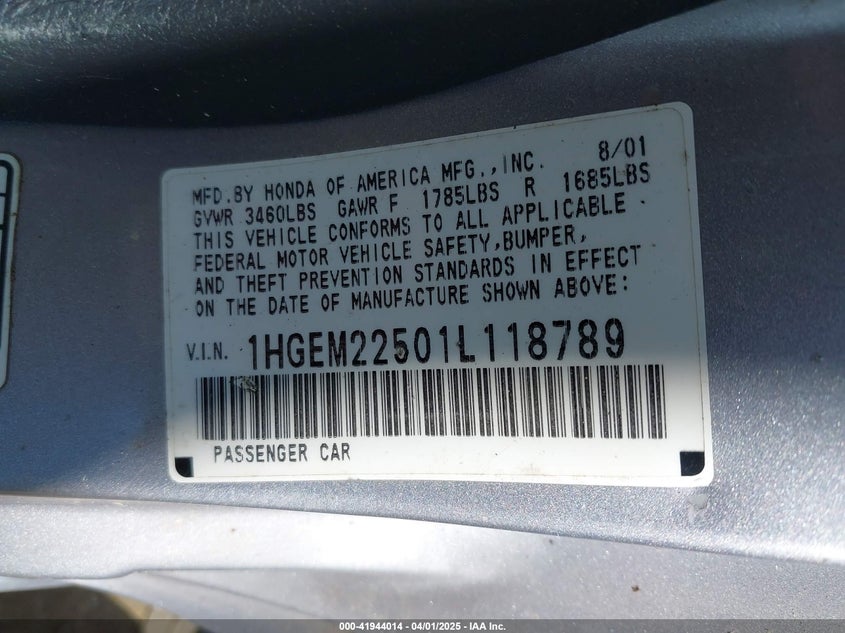 MFD.BY HONDA OF AMERICA MFG.,INC. 8/01
GVWR 3460LBS GAWR F 1785LBS R 1685LBS
THIS VEHICLE CONFORMS TO ALL APPLICABLE
FEDERAL MOTOR VEHICLE SAFETY,BUMPER,
AND THEFT PREVENTION STANDARDS IN EFFECT
ON THE DATE OF MANUFACTURE SHOWN ABOVE:
V.I.N. 1HGEM22501L118789
PASSENGER CAR
000-41944014 - 04/01/2025 - IAA Inc.